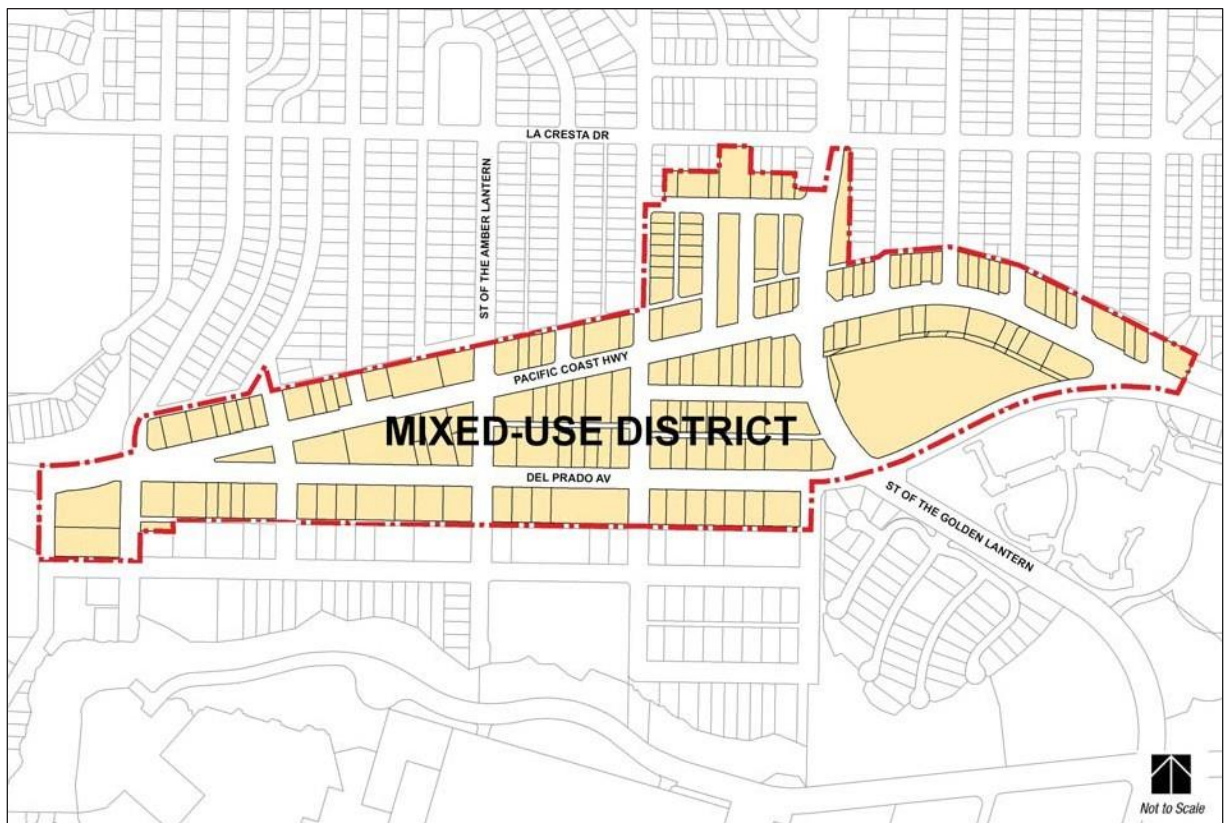 LA CRESTA DR
ST OF THE AMBER LANTERN
PACIFIC COAST HWY
MIXED-USE DISTRICT
DEL PRADO AV
ST OF THE GOLDEN LANTERN
Not to Scale